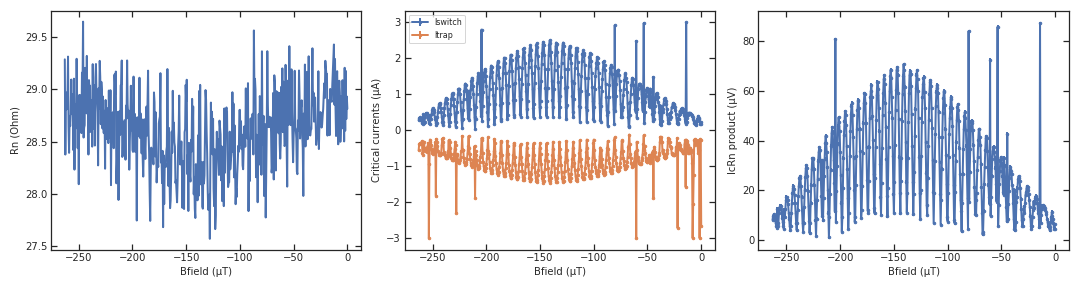 29.5
29.0
28.5
28.0
27.5
Rn (Ohm)
−250 −200 −150 −100 −50 0
Bfield (μT)
Iswitch
Itrap
3
2
1
0
−1
−2
−3
Critical currents (μA)
−250 −200 −150 −100 −50 0
Bfield (μT)
80
60
40
20
0
IcRn product (μV)
−250 −200 −150 −100 −50 0
Bfield (μT)